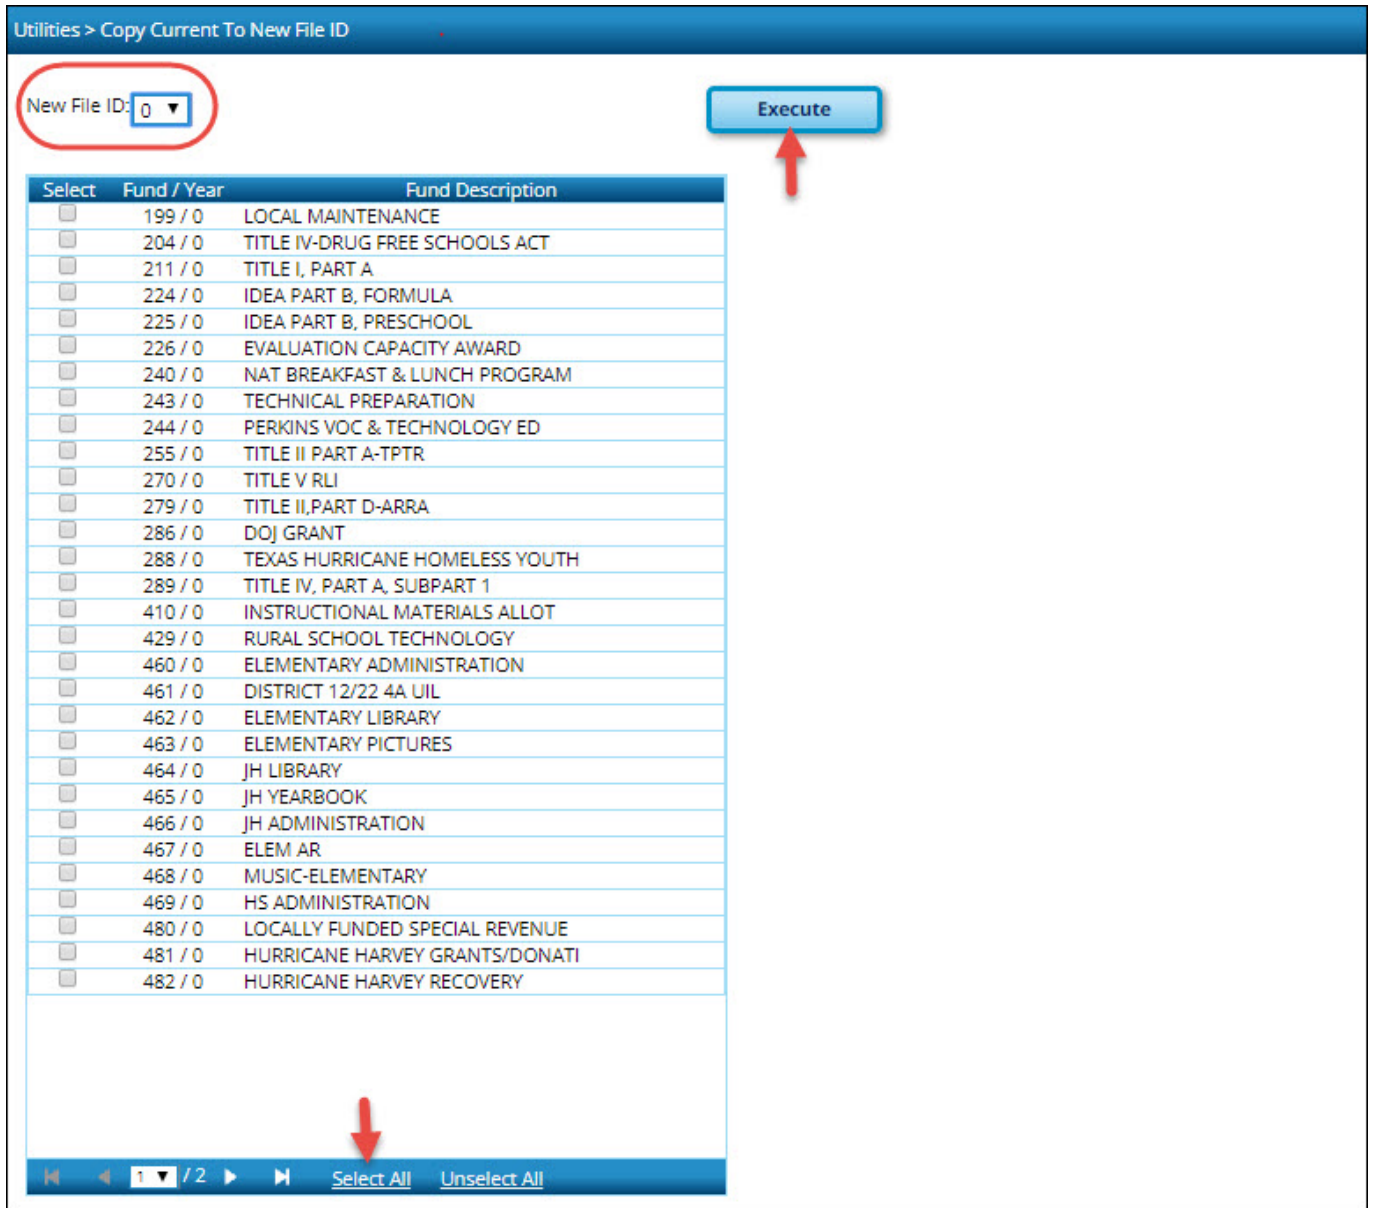 Utilities > Copy Current To New File ID
New File ID: 0
Execute
Select Fund / Year Fund Description
199 / 0 LOCAL MAINTENANCE
204 / 0 TITLE IV-DRUG FREE SCHOOLS ACT
211 / 0 TITLE I, PART A
224 / 0 IDEA PART B, FORMULA
225 / 0 IDEA PART B, PRESCHOOL
226 / 0 EVALUATION CAPACITY AWARD
240 / 0 NAT BREAKFAST & LUNCH PROGRAM
243 / 0 TECHNICAL PREPARATION
244 / 0 PERKINS VOC & TECHNOLOGY ED
255 / 0 TITLE II PART A-TPTR
270 / 0 TITLE V RLI
279 / 0 TITLE II,PART D-ARRA
286 / 0 DOJ GRANT
288 / 0 TEXAS HURRICANE HOMELESS YOUTH
289 / 0 TITLE IV, PART A, SUBPART 1
410 / 0 INSTRUCTIONAL MATERIALS ALLOT
429 / 0 RURAL SCHOOL TECHNOLOGY
460 / 0 ELEMENTARY ADMINISTRATION
461 / 0 DISTRICT 12/22 4A UIL
462 / 0 ELEMENTARY LIBRARY
463 / 0 ELEMENTARY PICTURES
464 / 0 JH LIBRARY
465 / 0 JH YEARBOOK
466 / 0 JH ADMINISTRATION
467 / 0 ELEM AR
468 / 0 MUSIC-ELEMENTARY
469 / 0 HS ADMINISTRATION
480 / 0 LOCALLY FUNDED SPECIAL REVENUE
481 / 0 HURRICANE HARVEY GRANTS/DONATI
482 / 0 HURRICANE HARVEY RECOVERY
1 / 2 Select All Unselect All